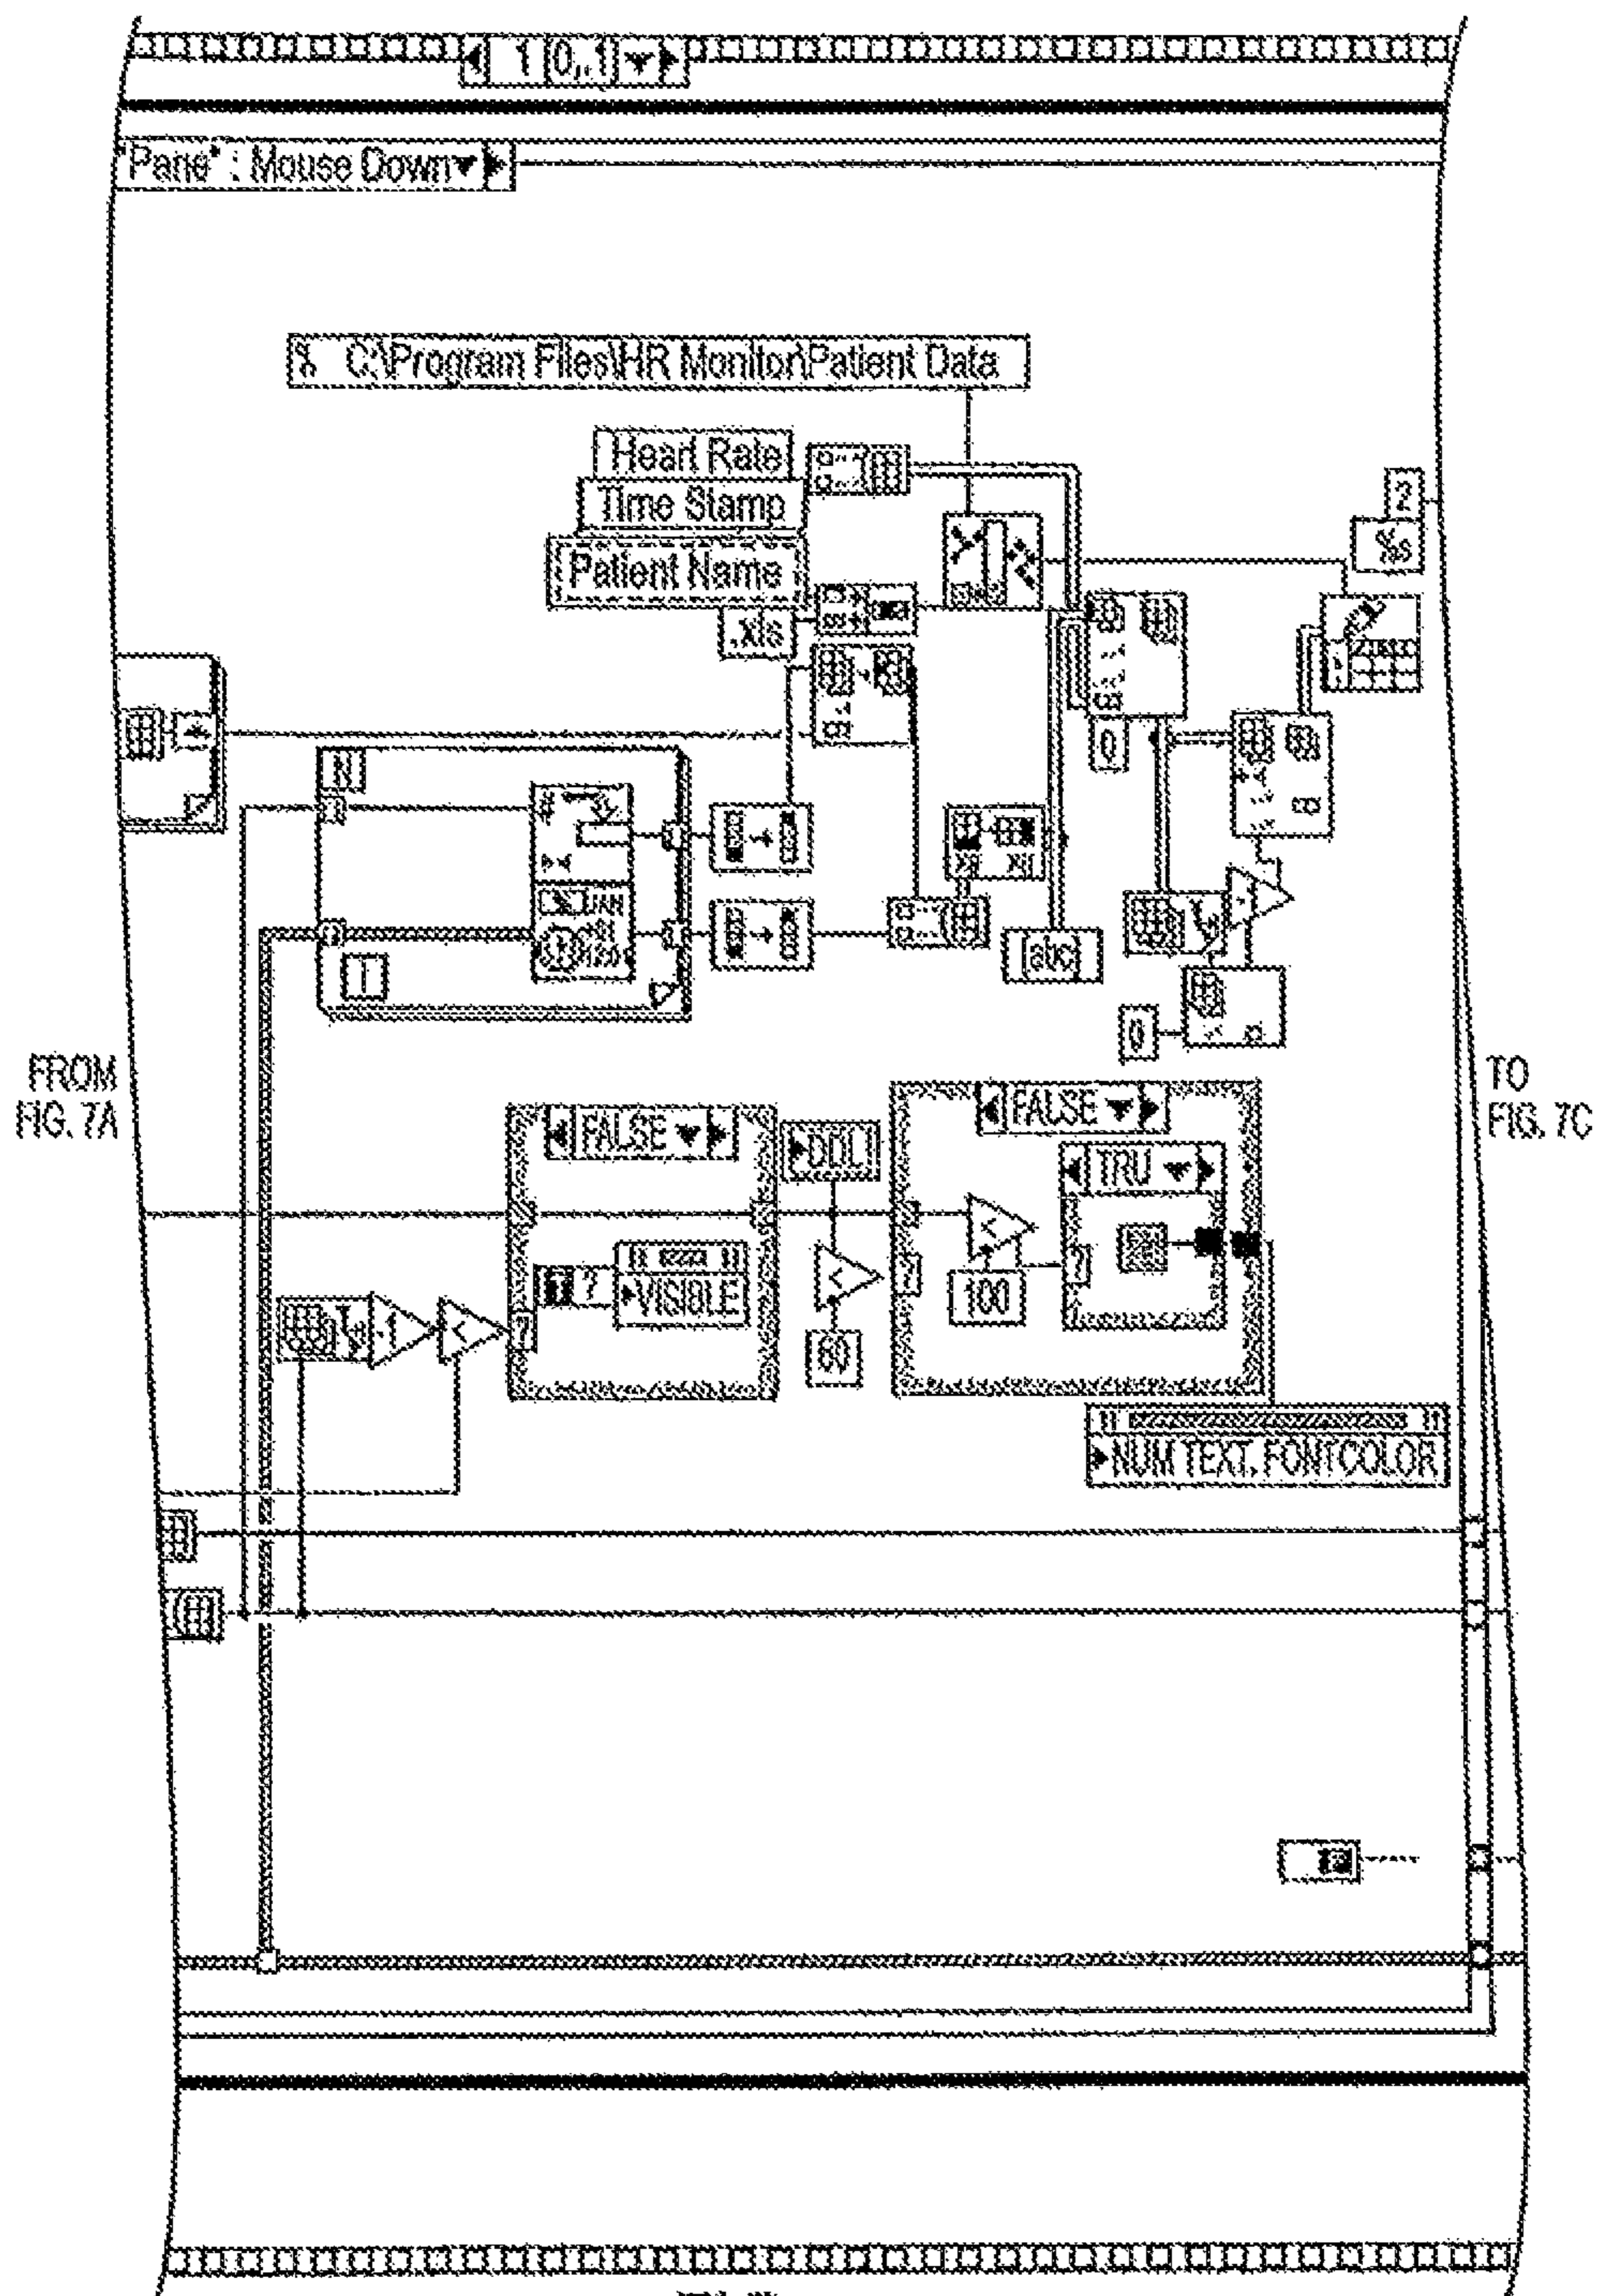 1 [0..1]
"Pane" : Mouse Down
C:\Program Files\HR Monitor\Patient Data
Heart Rate
Time Stamp
Patient Name
.xls
2
%s
0
N
[abc]
0
FROM
FIG. 7A
TO
FIG. 7C
FALSE
FALSE
TRU
?
?
VISIBLE
100
?
60
?
NUM TEXT. FONTCOLOR